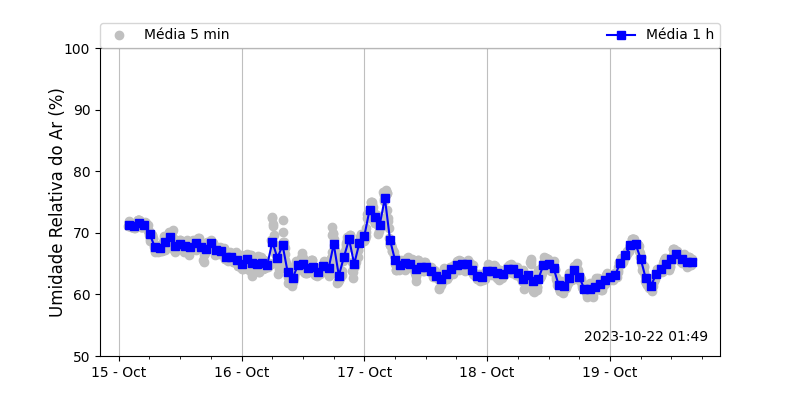 Média 5 min
Média 1 h
100
90
80
70
60
50
Umidade Relativa do Ar (%)
2023-10-22 01:49
15 - Oct
16 - Oct
17 - Oct
18 - Oct
19 - Oct